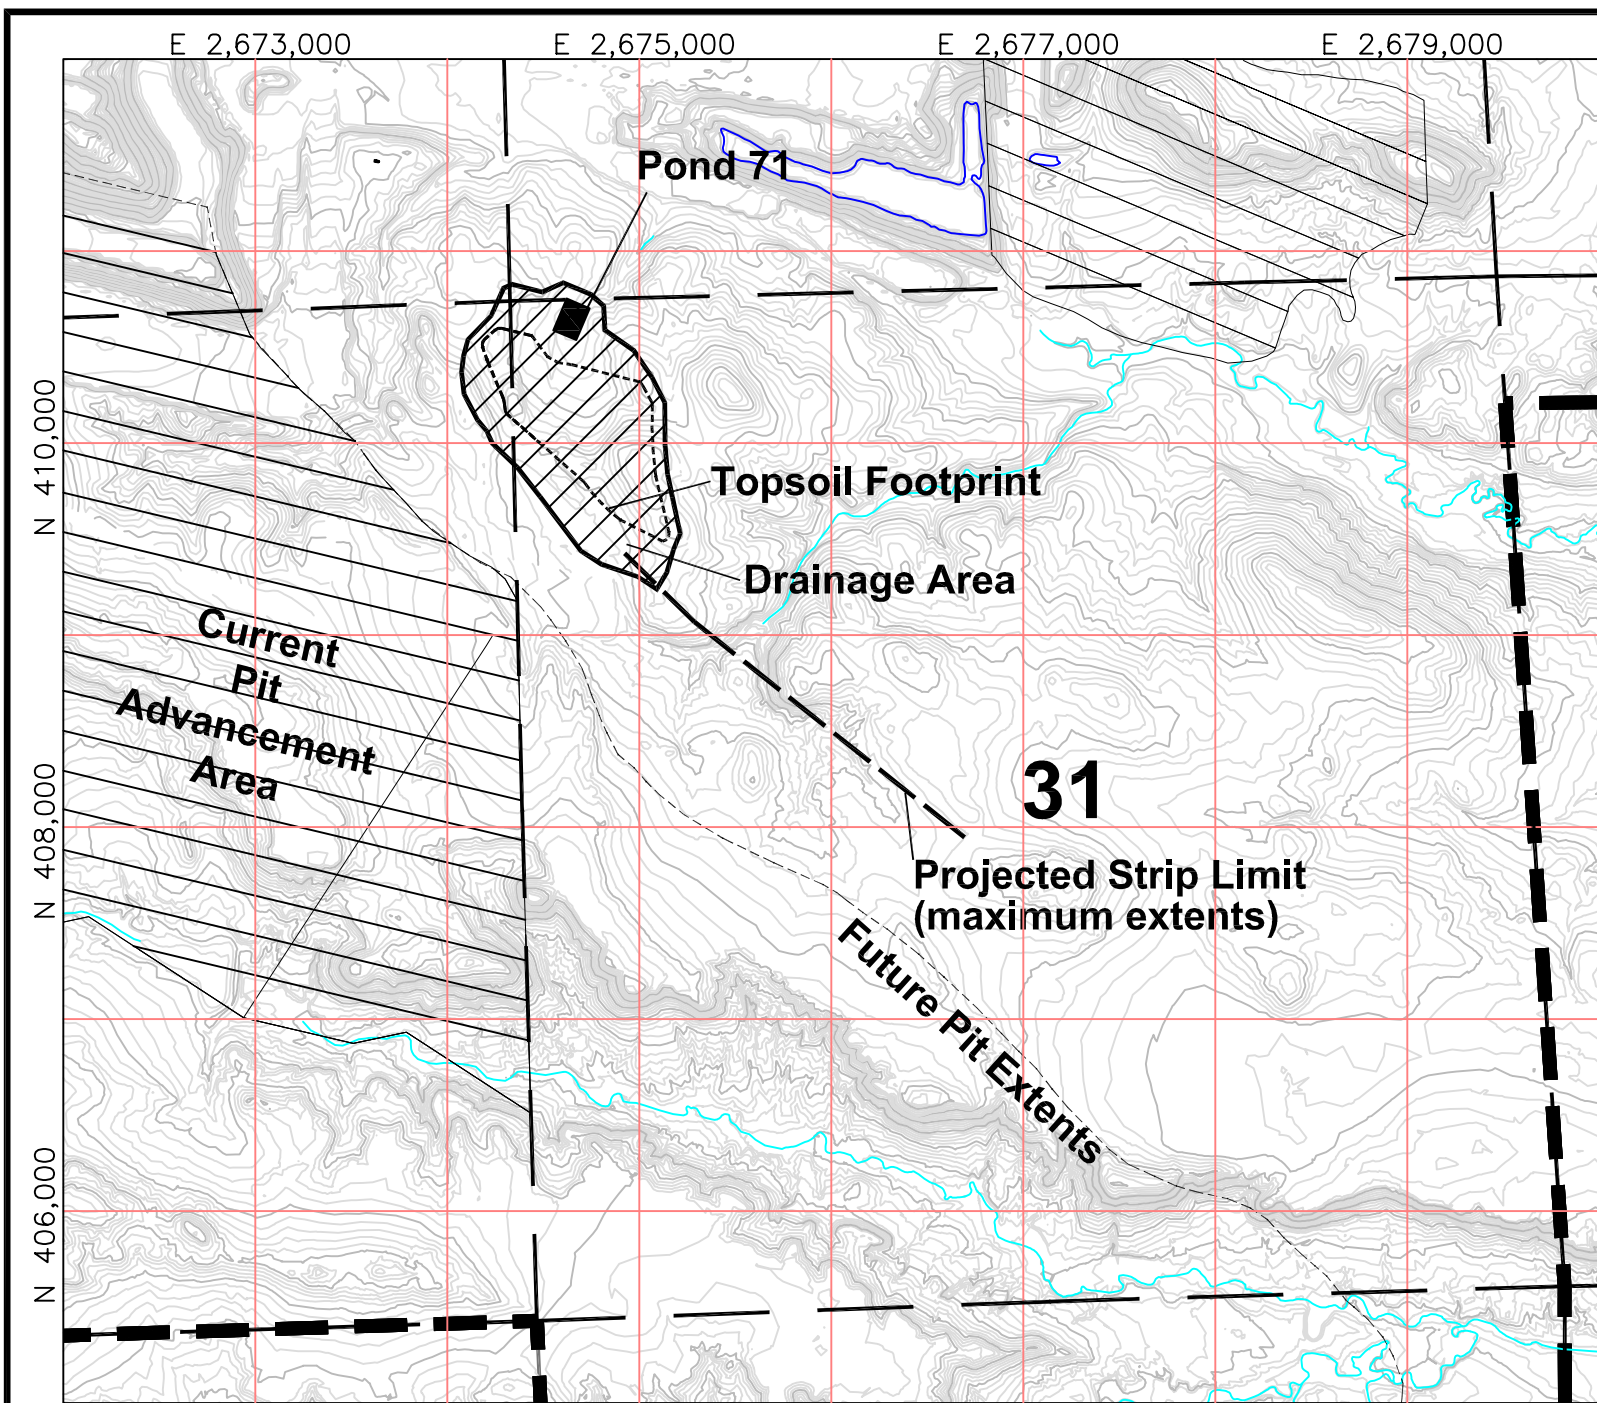 E 2,673,000
E 2,675,000
E 2,677,000
E 2,679,000
Pond 71
N 410,000
Topsoil Footprint
Drainage Area
Current
Pit
Advancement
Area
31
N 408,000
Projected Strip Limit
(maximum extents)
Future Pit Extents
N 406,000